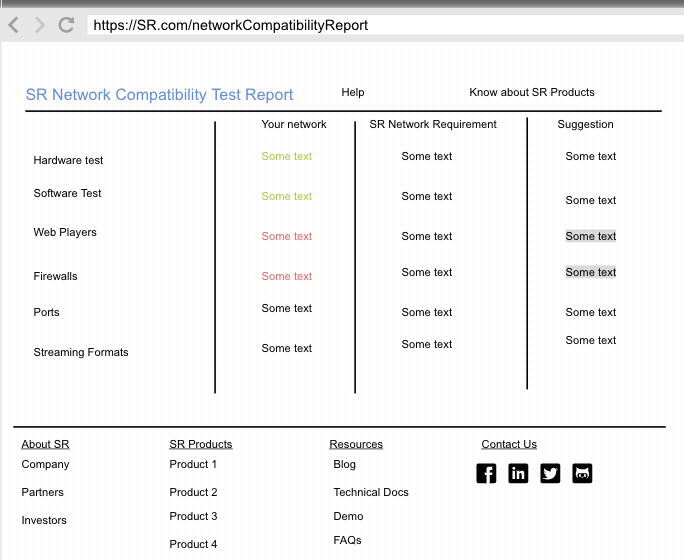 https://SR.com/networkCompatibilityReport
SR Network Compatibility Test Report Help Know about SR Products
Your network SR Network Requirement Suggestion
Hardware test Some text Some text Some text
Software Test Some text Some text Some text
Web Players Some text Some text Some text
Firewalls Some text Some text Some text
Ports Some text Some text Some text
Streaming Formats Some text Some text Some text
About SR SR Products Resources Contact Us
Company Product 1 Blog
Partners Product 2 Technical Docs
Investors Product 3 Demo
Product 4 FAQs